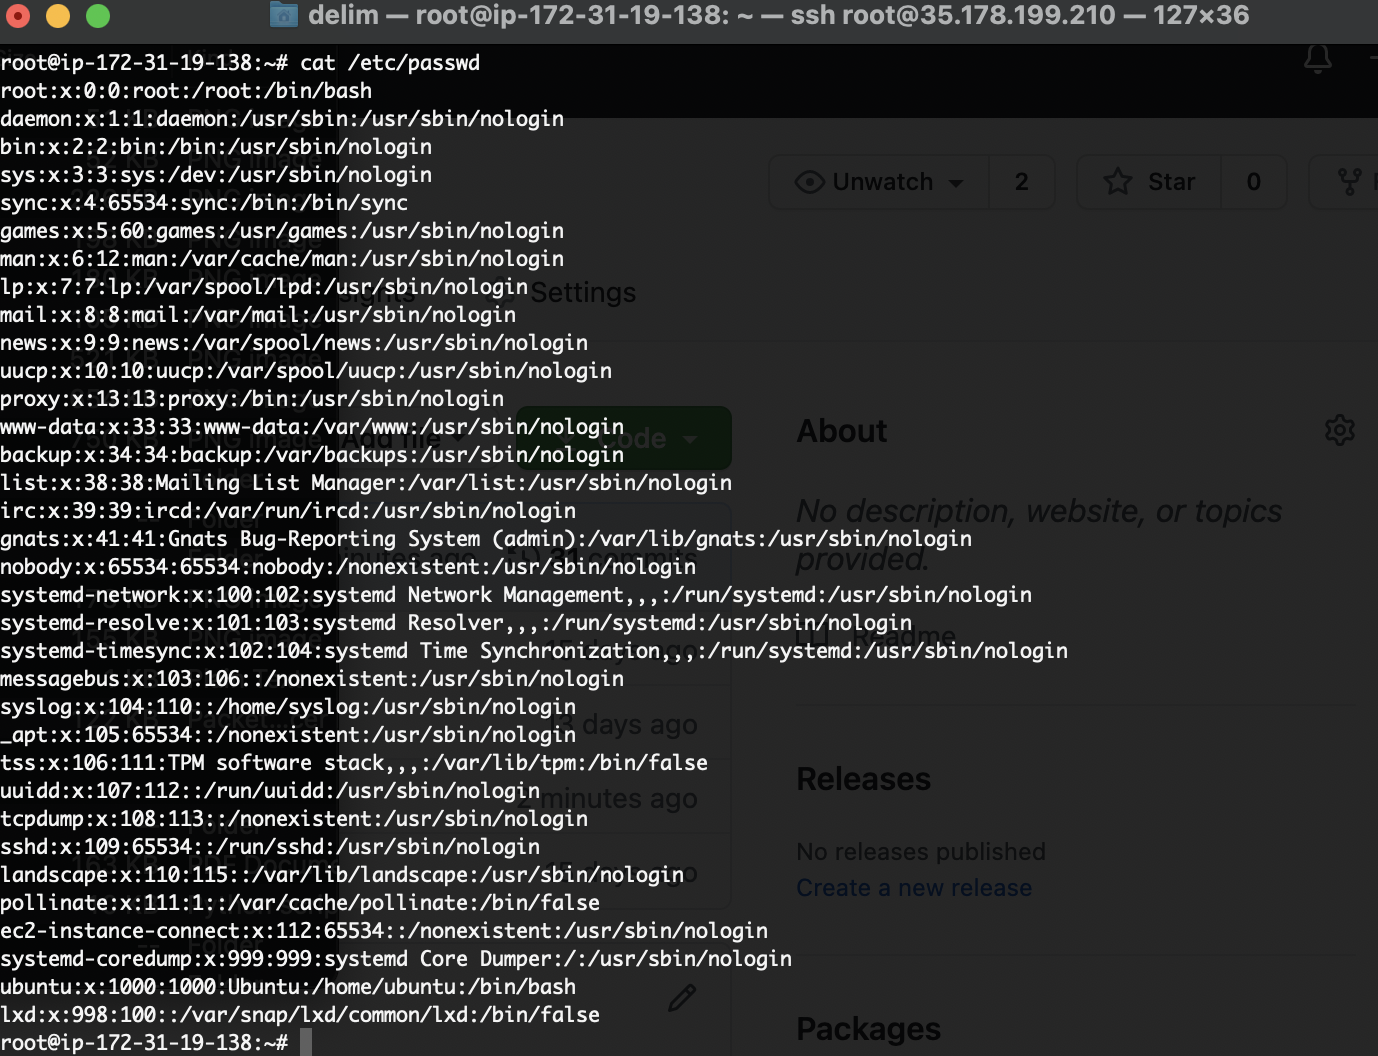 delim — root@ip-172-31-19-138: ~ — ssh root@35.178.199.210 — 127×36
root@ip-172-31-19-138:~# cat /etc/passwd
root:x:0:0:root:/root:/bin/bash
daemon:x:1:1:daemon:/usr/sbin:/usr/sbin/nologin
bin:x:2:2:bin:/bin:/usr/sbin/nologin
sys:x:3:3:sys:/dev:/usr/sbin/nologin
sync:x:4:65534:sync:/bin:/bin/sync
games:x:5:60:games:/usr/games:/usr/sbin/nologin
man:x:6:12:man:/var/cache/man:/usr/sbin/nologin
lp:x:7:7:lp:/var/spool/lpd:/usr/sbin/nologin
mail:x:8:8:mail:/var/mail:/usr/sbin/nologin
news:x:9:9:news:/var/spool/news:/usr/sbin/nologin
uucp:x:10:10:uucp:/var/spool/uucp:/usr/sbin/nologin
proxy:x:13:13:proxy:/bin:/usr/sbin/nologin
www-data:x:33:33:www-data:/var/www:/usr/sbin/nologin
backup:x:34:34:backup:/var/backups:/usr/sbin/nologin
list:x:38:38:Mailing List Manager:/var/list:/usr/sbin/nologin
irc:x:39:39:ircd:/var/run/ircd:/usr/sbin/nologin
gnats:x:41:41:Gnats Bug-Reporting System (admin):/var/lib/gnats:/usr/sbin/nologin
nobody:x:65534:65534:nobody:/nonexistent:/usr/sbin/nologin
systemd-network:x:100:102:systemd Network Management,,,:/run/systemd:/usr/sbin/nologin
systemd-resolve:x:101:103:systemd Resolver,,,:/run/systemd:/usr/sbin/nologin
systemd-timesync:x:102:104:systemd Time Synchronization,,,:/run/systemd:/usr/sbin/nologin
messagebus:x:103:106::/nonexistent:/usr/sbin/nologin
syslog:x:104:110::/home/syslog:/usr/sbin/nologin
_apt:x:105:65534::/nonexistent:/usr/sbin/nologin
tss:x:106:111:TPM software stack,,,:/var/lib/tpm:/bin/false
uuidd:x:107:112::/run/uuidd:/usr/sbin/nologin
tcpdump:x:108:113::/nonexistent:/usr/sbin/nologin
sshd:x:109:65534::/run/sshd:/usr/sbin/nologin
landscape:x:110:115::/var/lib/landscape:/usr/sbin/nologin
pollinate:x:111:1::/var/cache/pollinate:/bin/false
ec2-instance-connect:x:112:65534::/nonexistent:/usr/sbin/nologin
systemd-coredump:x:999:999:systemd Core Dumper:/:/usr/sbin/nologin
ubuntu:x:1000:1000:Ubuntu:/home/ubuntu:/bin/bash
lxd:x:998:100::/var/snap/lxd/common/lxd:/bin/false
root@ip-172-31-19-138:~#
Unwatch 2 Star 0
Settings
Add file Code
31 commits
15 days ago
13 days ago
2 minutes ago
15 days ago
About
No description, website, or topics
provided.
Readme
Releases
No releases published
Create a new release
Packages